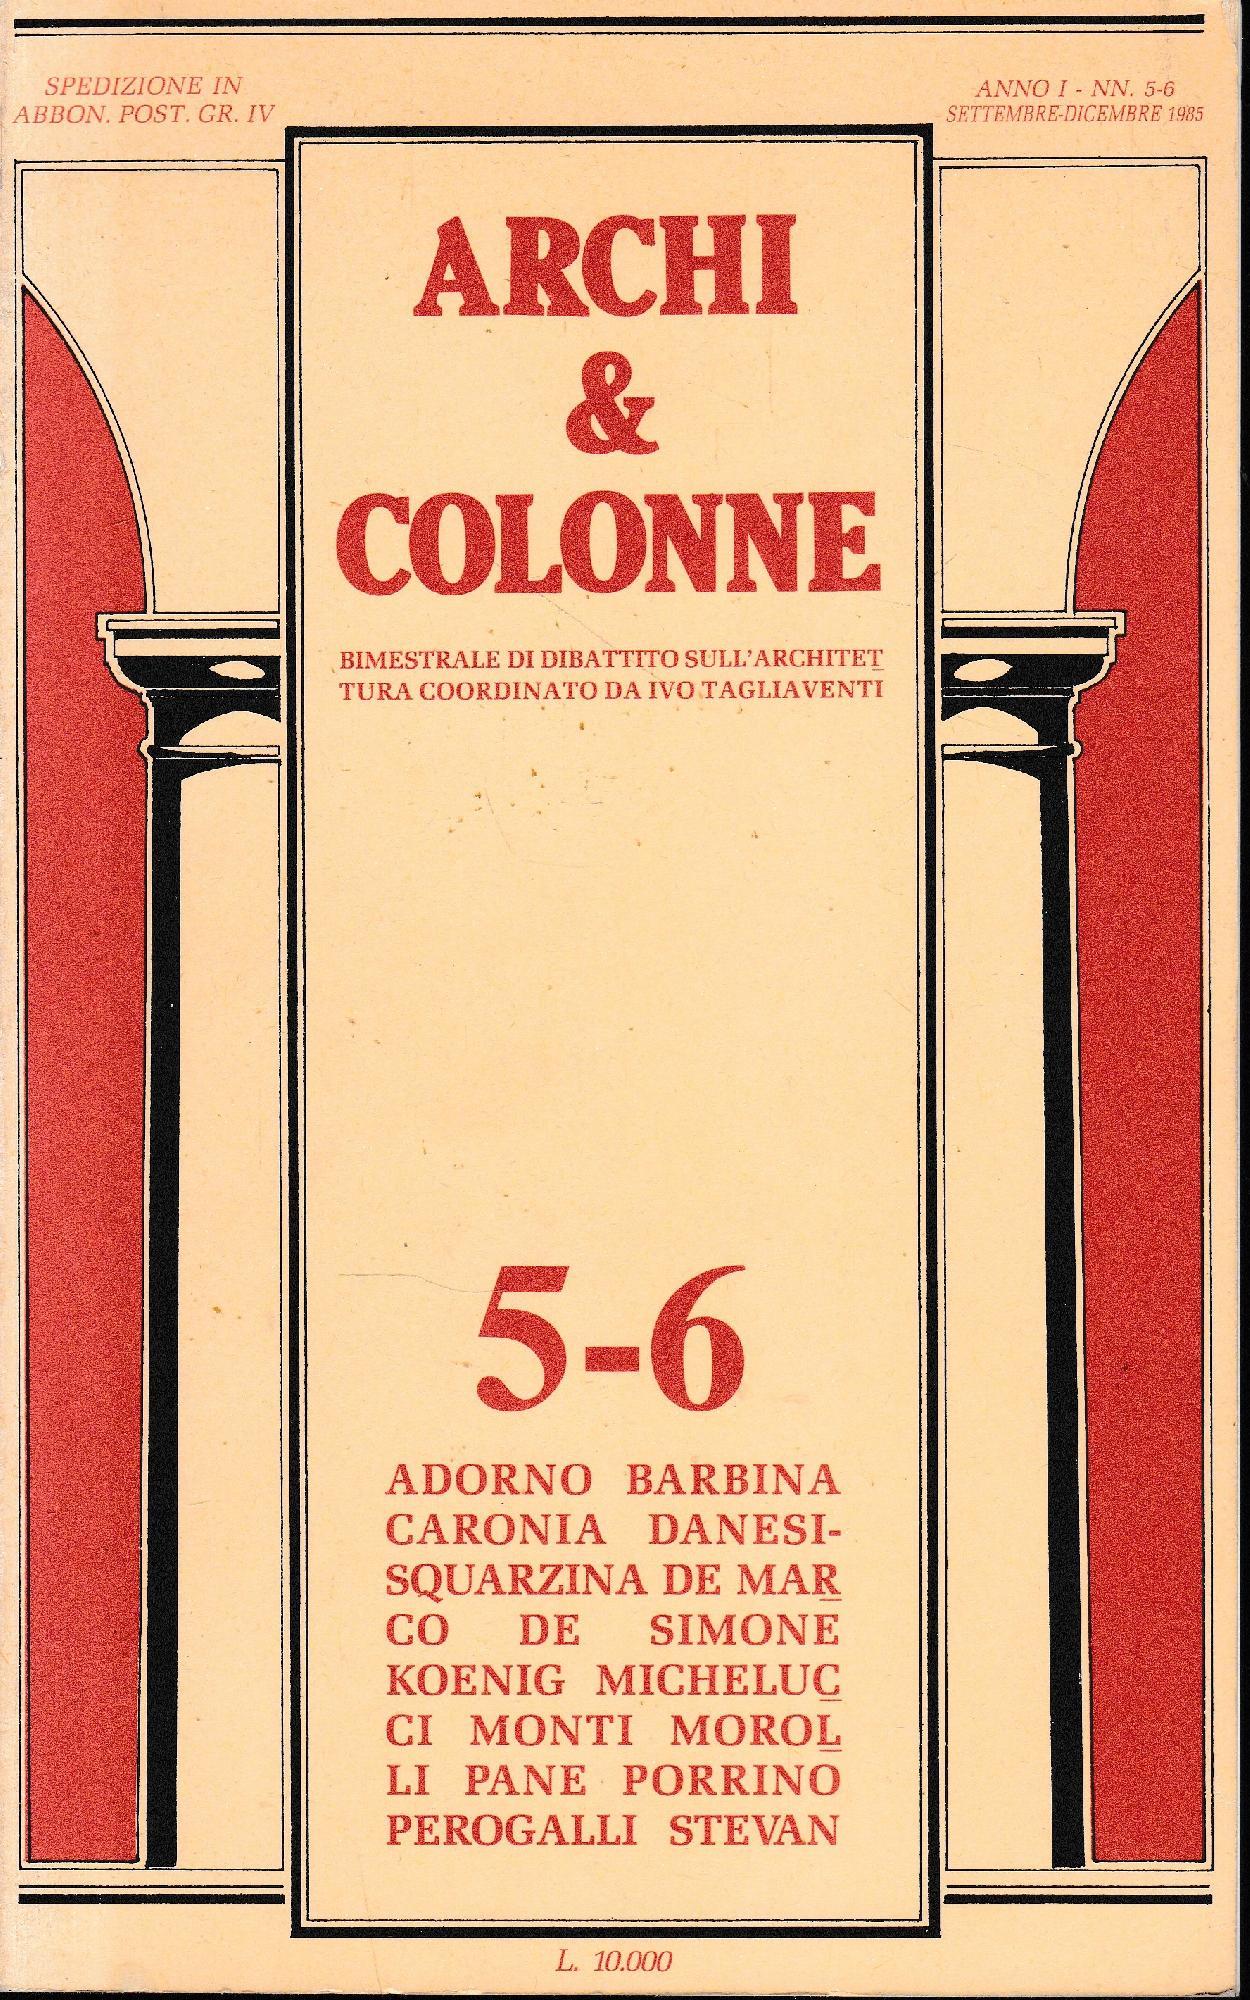 SPEDIZIONE IN
ABBON. POST. GR. IV
ANNO I - NN. 5-6
SETTEMBRE-DICEMBRE 1985
ARCHI
&
COLONNE
BIMESTRALE DI DIBATTITO SULL'ARCHITET
TURA COORDINATO DA IVO TAGLIAVENTI
5-6
ADORNO BARBINA
CARONIA DANESI-
SQUARZINA DE MAR
CO DE SIMONE
KOENIG MICHELUC
CI MONTI MOROL
LI PANE PORRINO
PEROGALLI STEVAN
L. 10.000